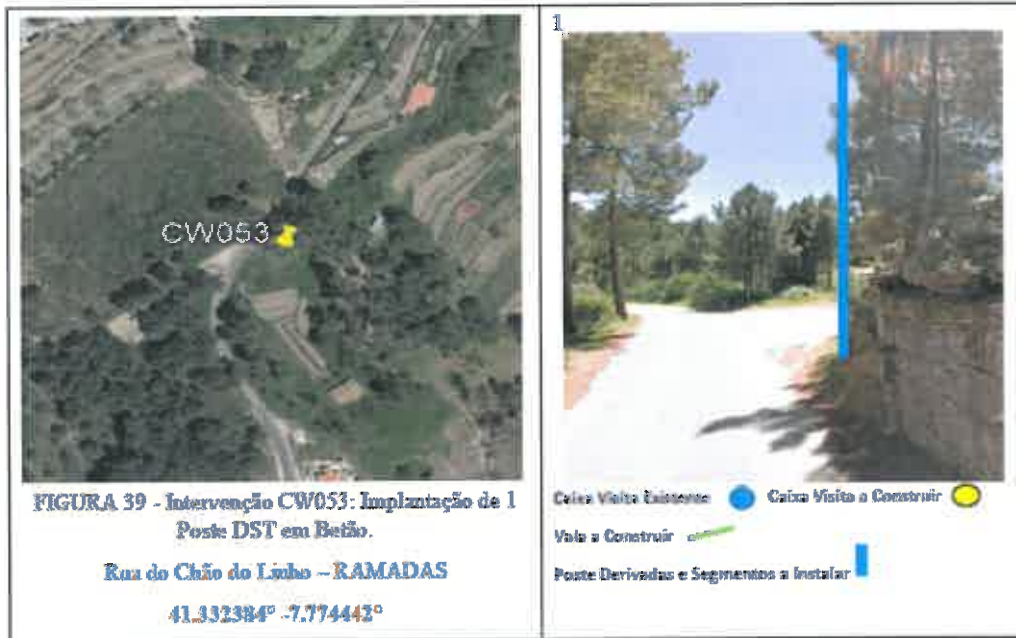 CW053
FIGURA 39 - Intervenção CW053: Implantação de 1
Poste DST em Betão.
Rua do Chão do Linho – RAMADAS
41.332384° -7.774442°
1
Caixa Visita Existente
Caixa Visita a Construir
Vala a Construir
Poste Derivadas e Segmentos a Instalar